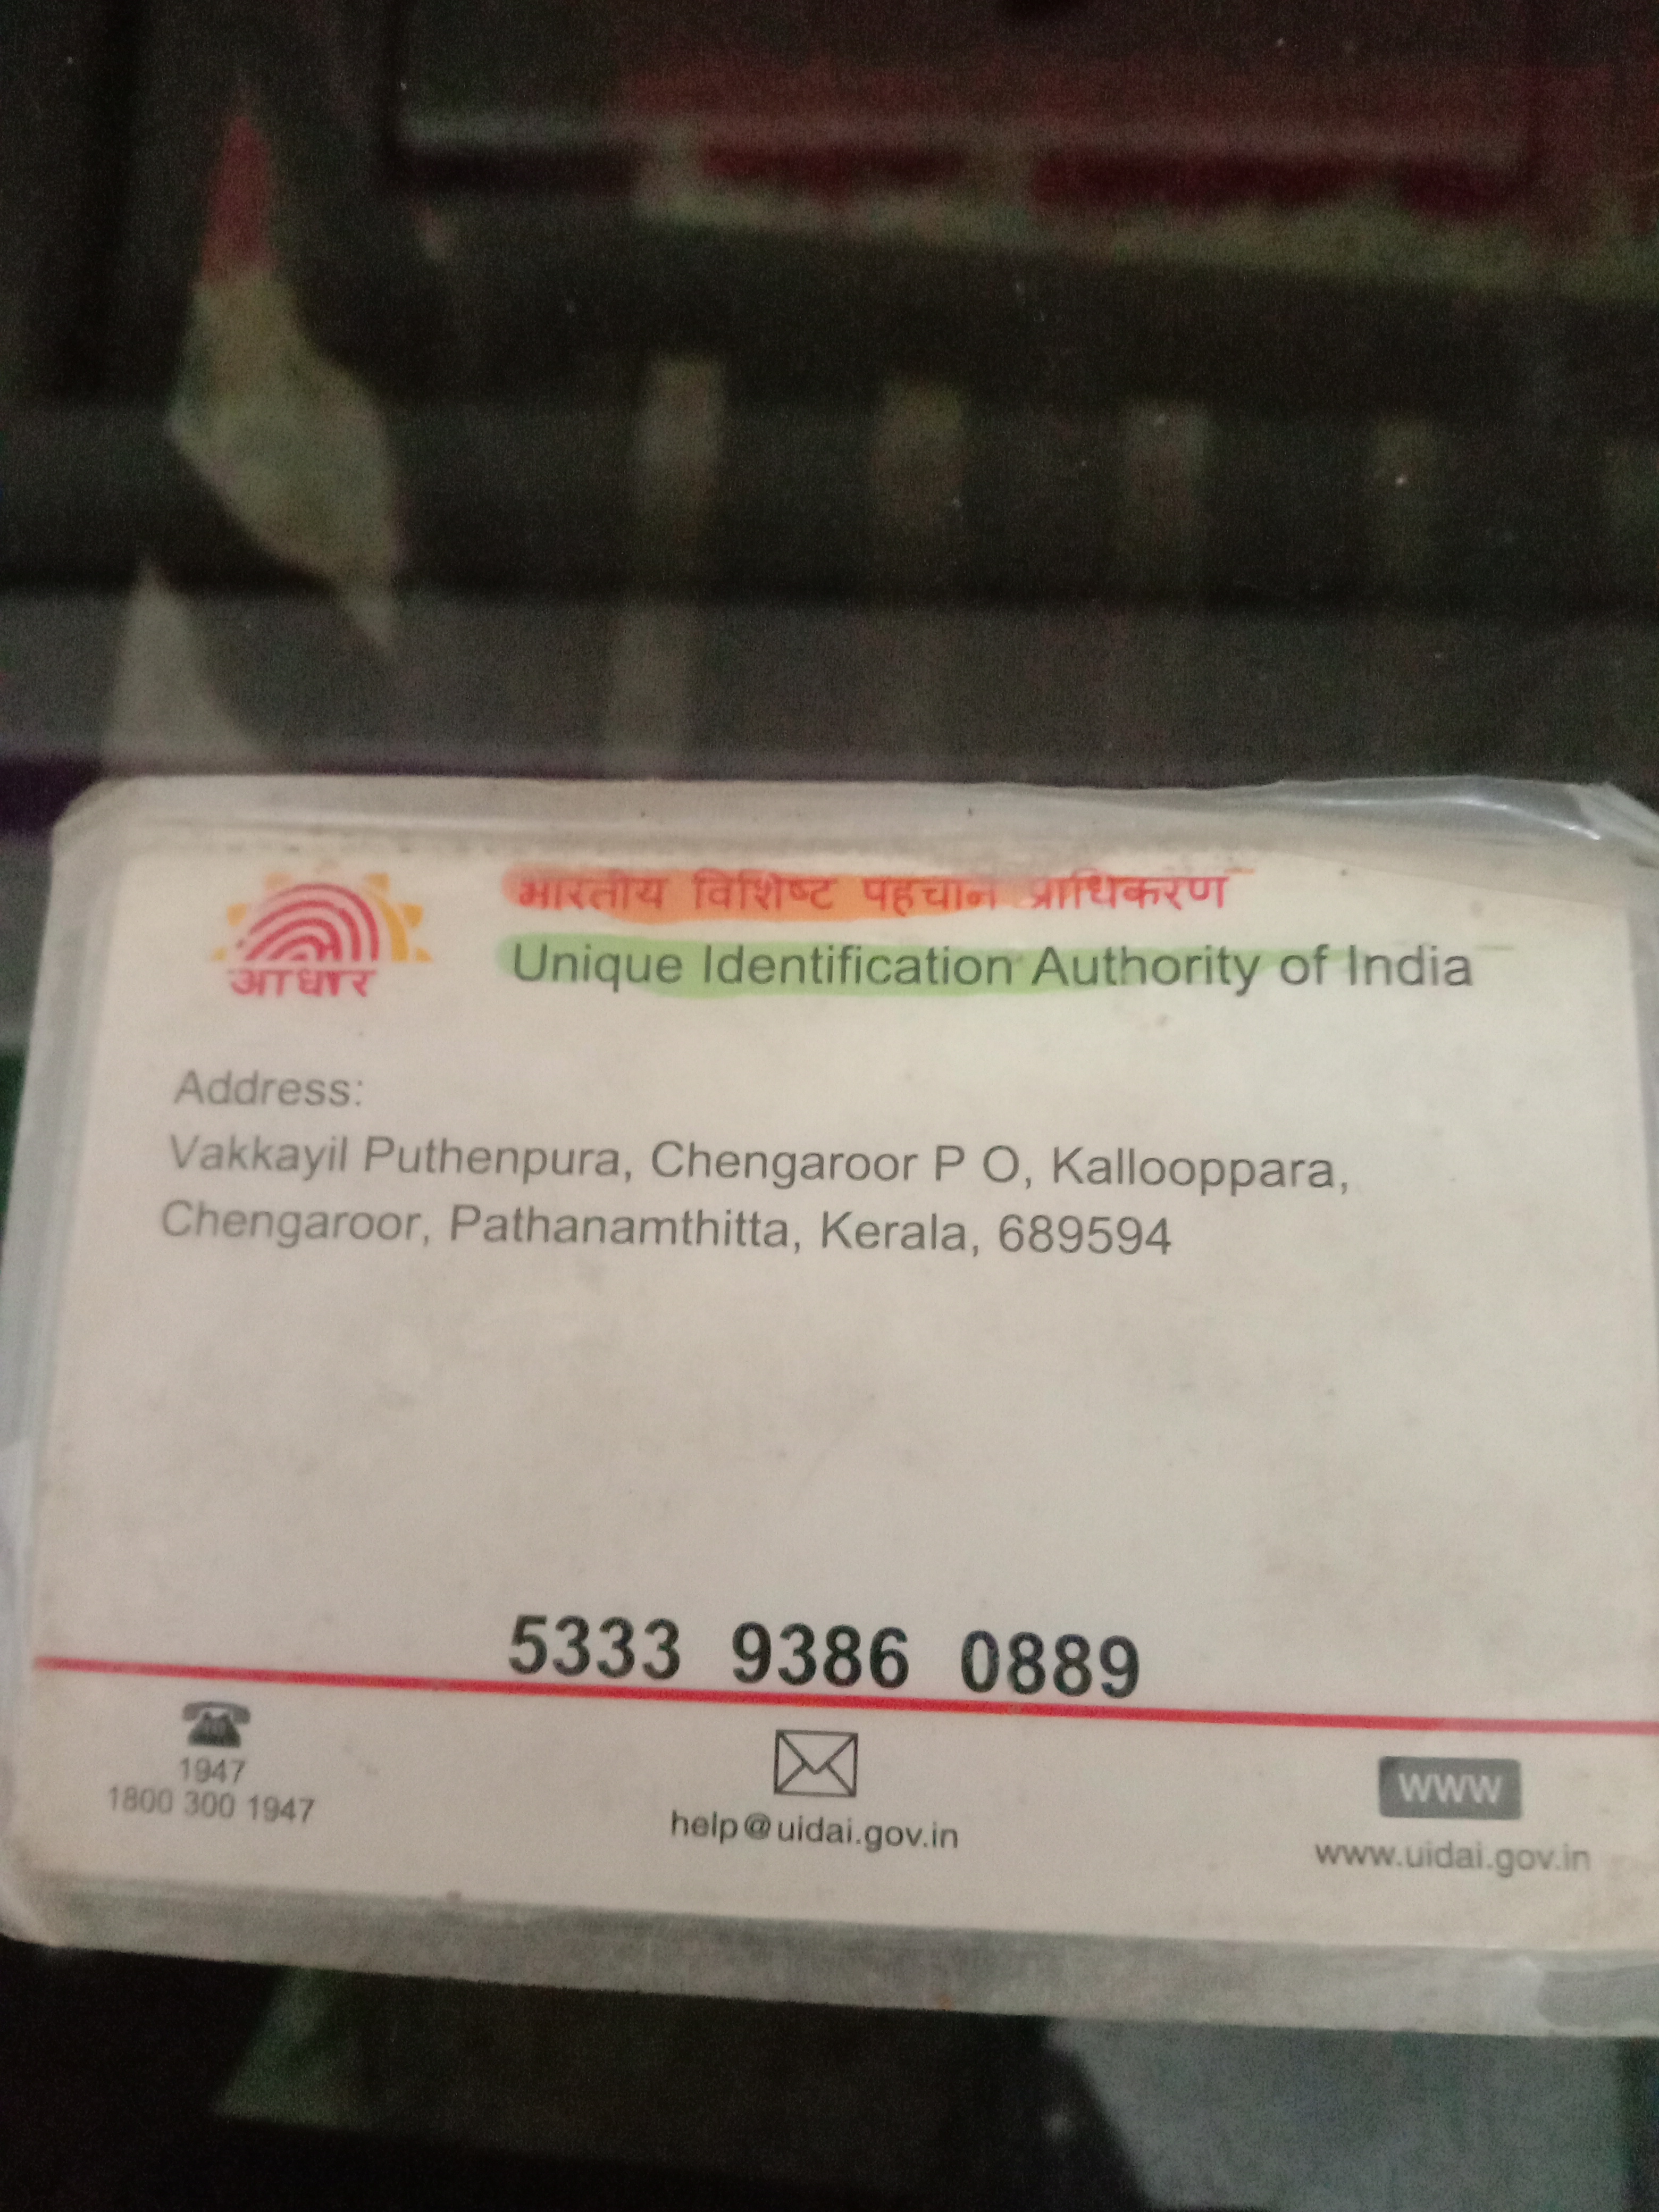 आधार
भारतीय विशिष्ट पहचान प्राधिकरण
Unique Identification Authority of India
Address:
Vakkayil Puthenpura, Chengaroor P O, Kallooppara,
Chengaroor, Pathanamthitta, Kerala, 689594
5333 9386 0889
1947
1800 300 1947
help@uidai.gov.in
WWW
www.uidai.gov.in